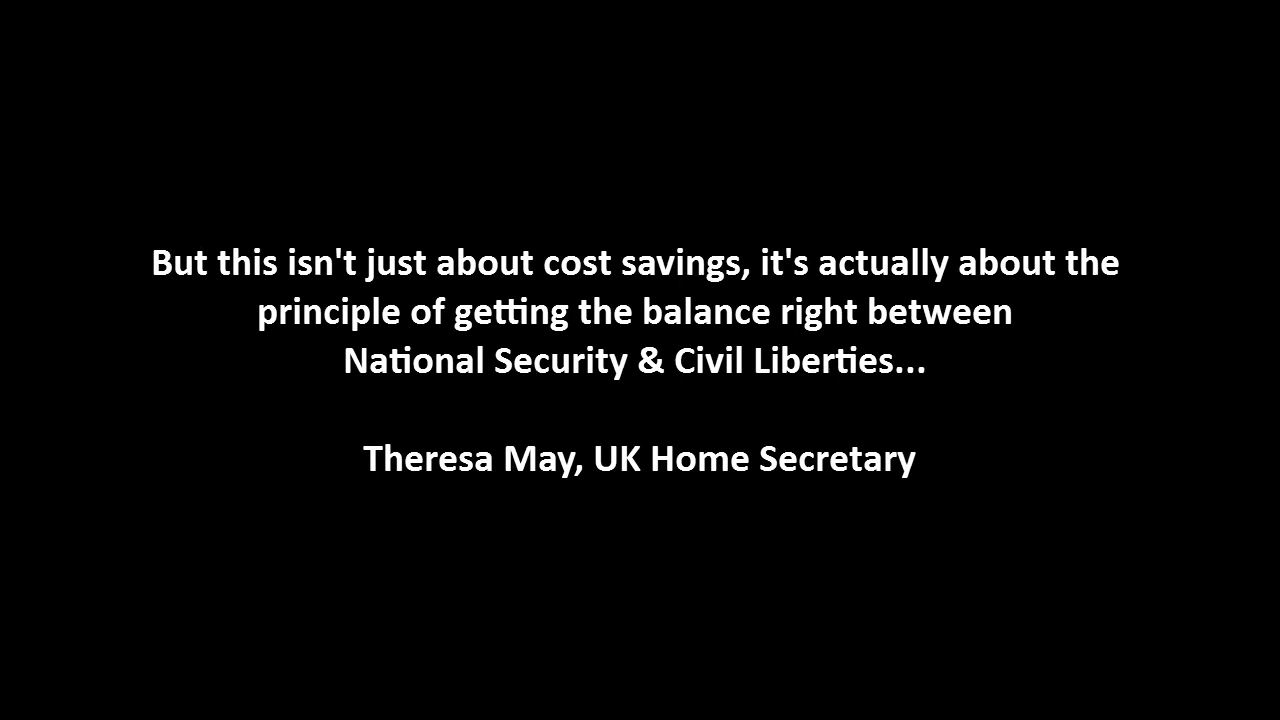 But this isn't just about cost savings, it's actually about the
principle of getting the balance right between
National Security & Civil Liberties...
Theresa May, UK Home Secretary